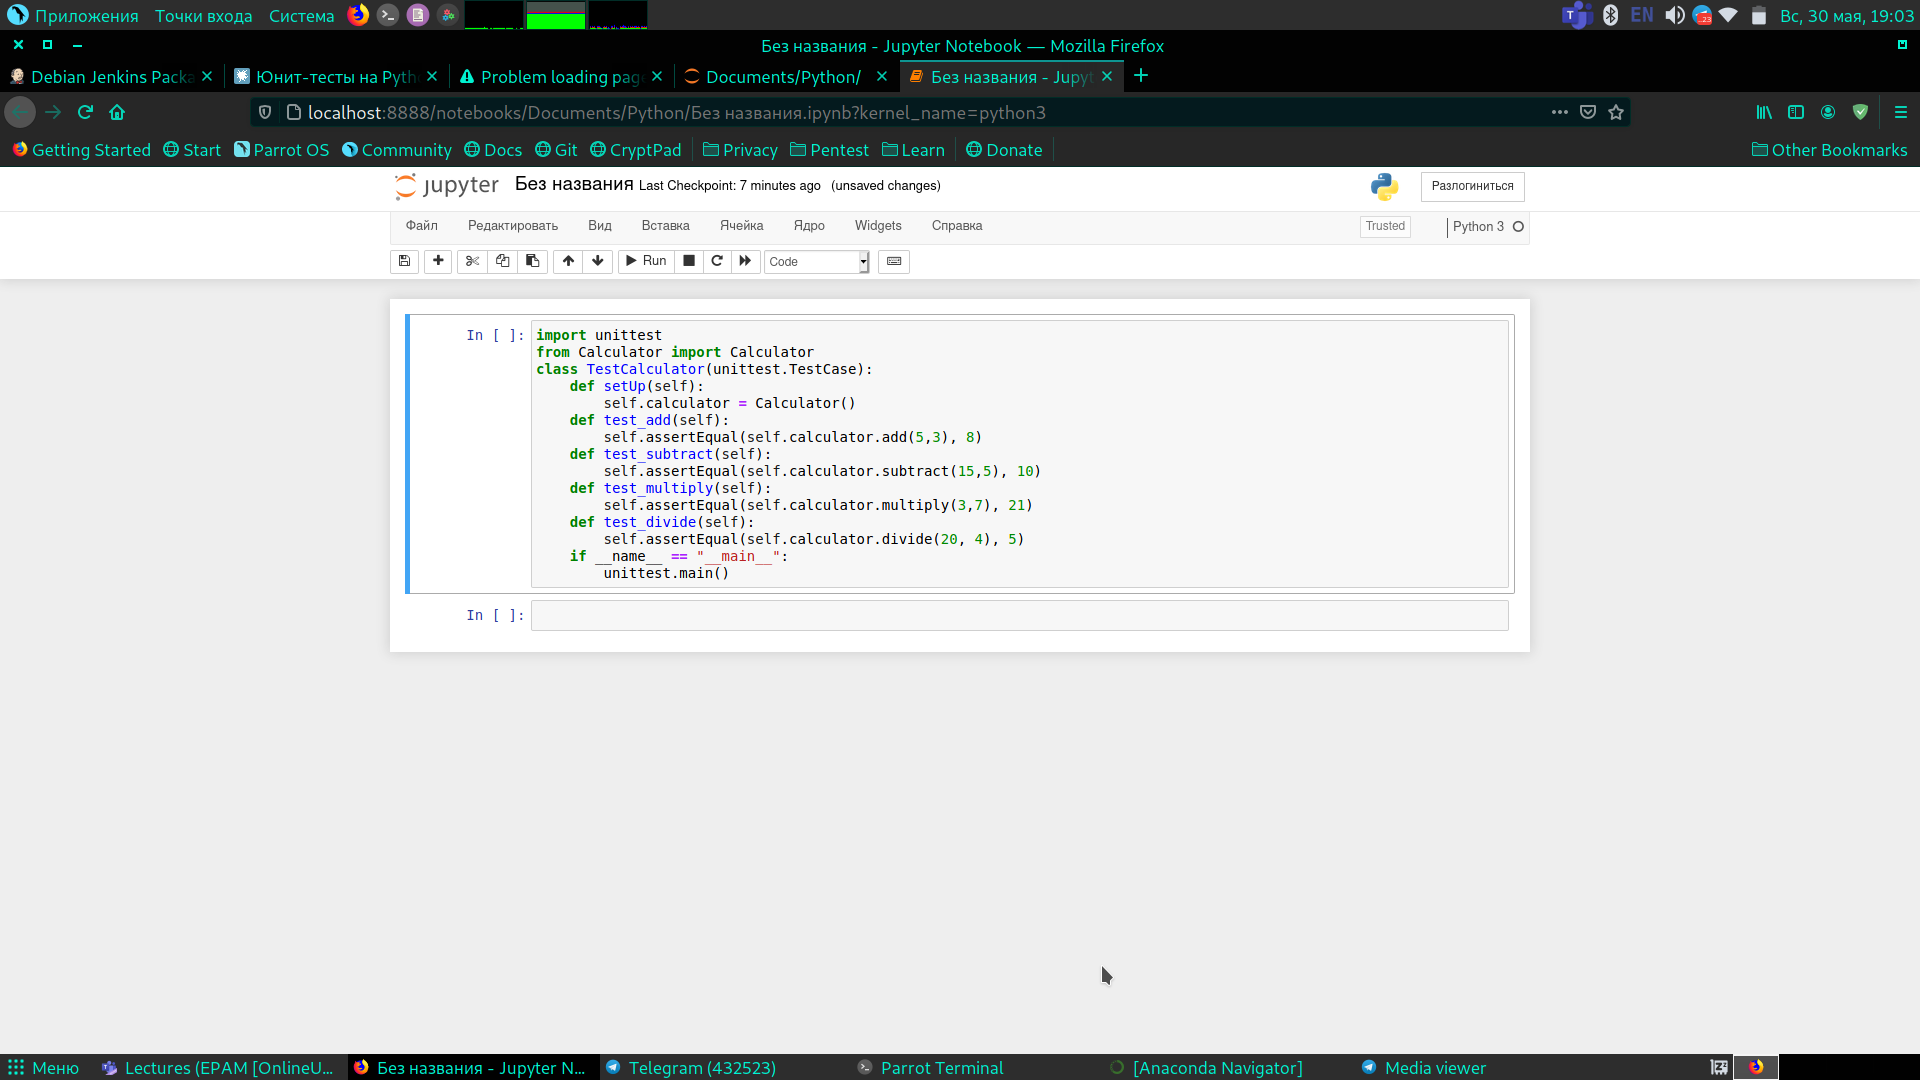 Приложения Точки входа Система EN 23 Вс, 30 мая, 19:03
Без названия - Jupyter Notebook — Mozilla Firefox
Debian Jenkins Packa Юнит-тесты на Pyth Problem loading pag Documents/Python/ Без названия - Jupyt
localhost:8888/notebooks/Documents/Python/Без названия.ipynb?kernel_name=python3
Getting Started Start Parrot OS Community Docs Git CryptPad Privacy Pentest Learn Donate Other Bookmarks
jupyter Без названия Last Checkpoint: 7 minutes ago (unsaved changes) Разлогиниться
Файл Редактировать Вид Вставка Ячейка Ядро Widgets Справка Trusted Python 3
Run Code
In [ ]: import unittest
from Calculator import Calculator
class TestCalculator(unittest.TestCase):
    def setUp(self):
        self.calculator = Calculator()
    def test_add(self):
        self.assertEqual(self.calculator.add(5,3), 8)
    def test_subtract(self):
        self.assertEqual(self.calculator.subtract(15,5), 10)
    def test_multiply(self):
        self.assertEqual(self.calculator.multiply(3,7), 21)
    def test_divide(self):
        self.assertEqual(self.calculator.divide(20, 4), 5)
    if __name__ == "__main__":
        unittest.main()
In [ ]:
Меню Lectures (EPAM [OnlineU... Без названия - Jupyter N... Telegram (432523) Parrot Terminal [Anaconda Navigator] Media viewer